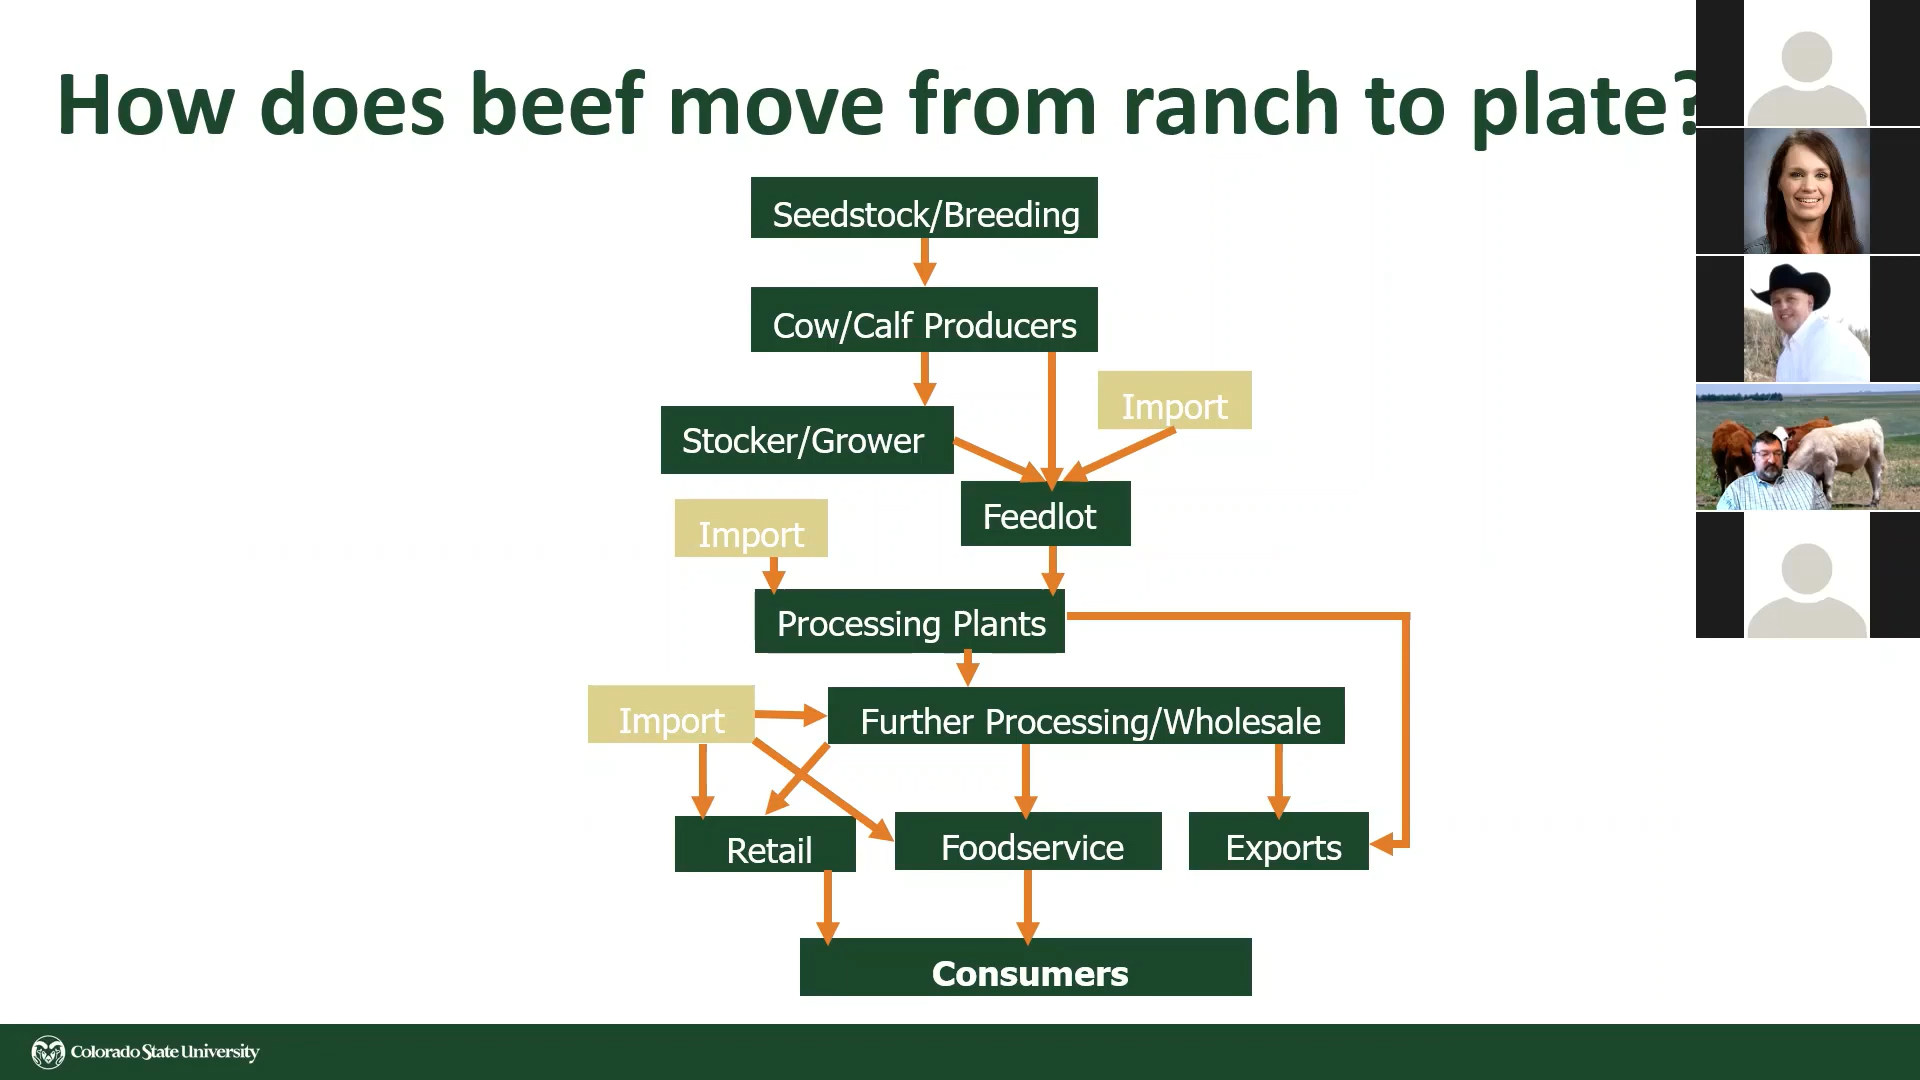 How does beef move from ranch to plate?
Seedstock/Breeding
Cow/Calf Producers
Import
Stocker/Grower
Feedlot
Import
Processing Plants
Import
Further Processing/Wholesale
Retail
Foodservice
Exports
Consumers
Colorado State University